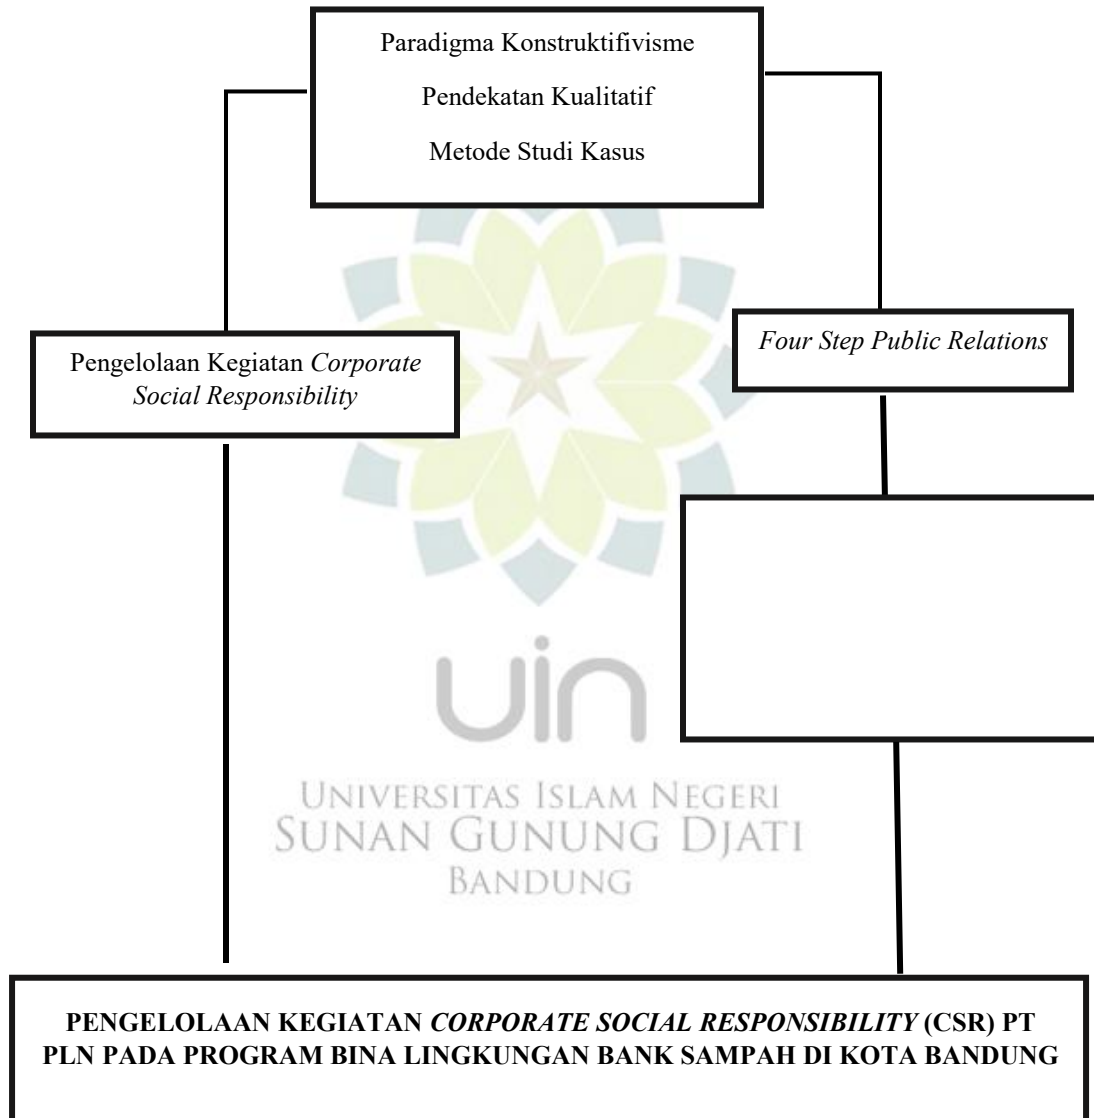 Paradigma Konstruktifivisme
Pendekatan Kualitatif
Metode Studi Kasus
Pengelolaan Kegiatan Corporate
Social Responsibility
Four Step Public Relations
uin
UNIVERSITAS ISLAM NEGERI
SUNAN GUNUNG DJATI
BANDUNG
PENGELOLAAN KEGIATAN CORPORATE SOCIAL RESPONSIBILITY (CSR) PT
PLN PADA PROGRAM BINA LINGKUNGAN BANK SAMPAH DI KOTA BANDUNG